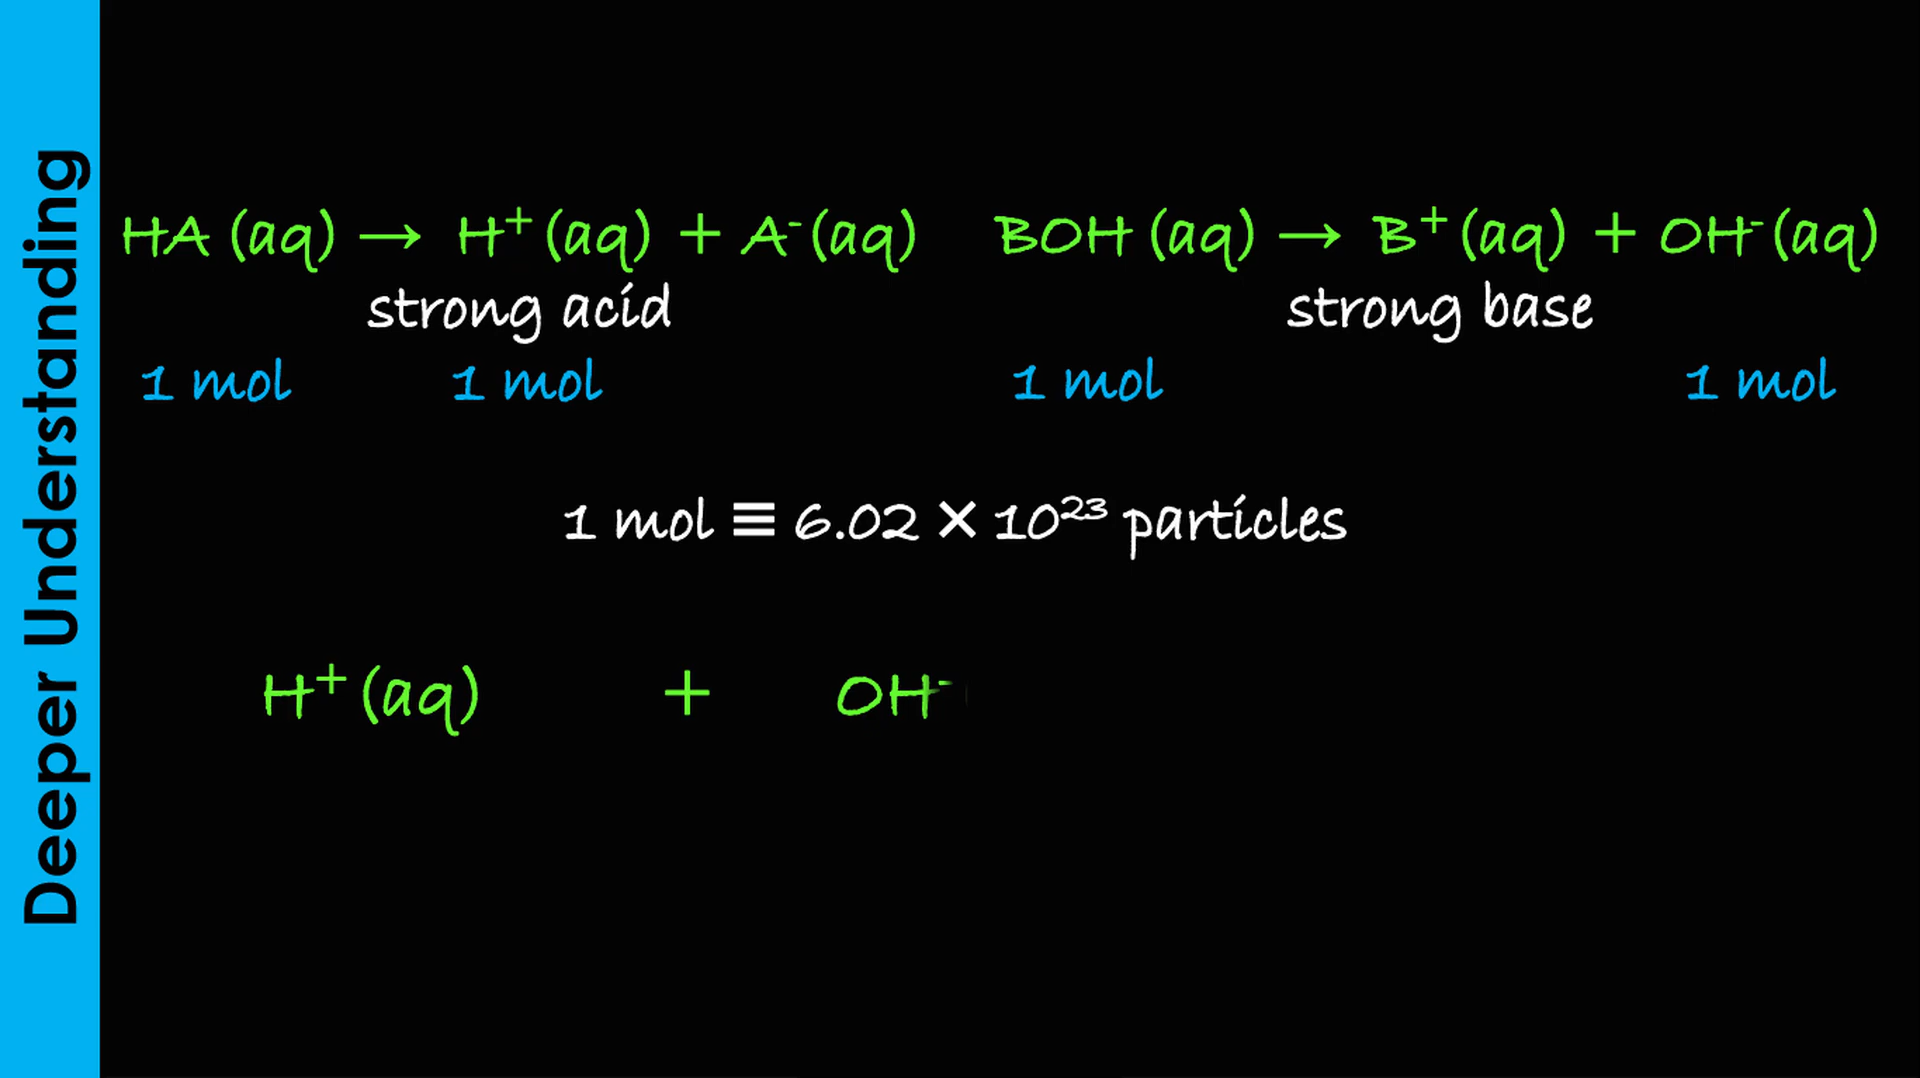 Deeper Understanding
HA (aq) → H⁺ (aq) + A⁻ (aq) BOH (aq) → B⁺ (aq) + OH⁻ (aq)
strong acid strong base
1 mol 1 mol 1 mol 1 mol
1 mol ≡ 6.02 × 10²³ particles
H⁺ (aq) + OH⁻